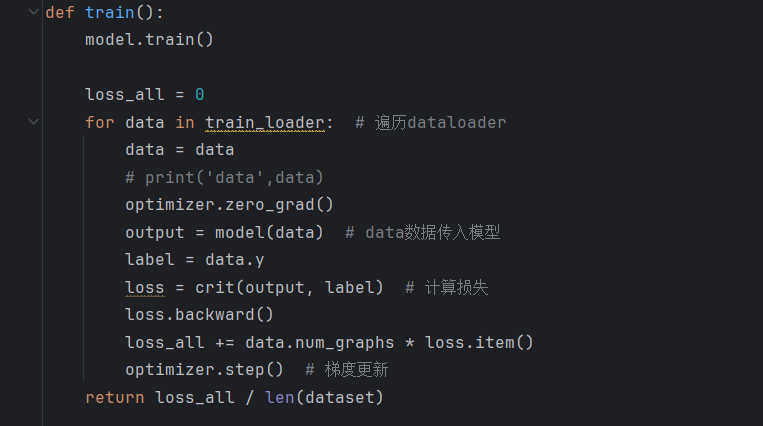 def train():
    model.train()

    loss_all = 0
    for data in train_loader:  # 遍历dataloader
        data = data
        # print('data',data)
        optimizer.zero_grad()
        output = model(data)  # data数据传入模型
        label = data.y
        loss = crit(output, label)  # 计算损失
        loss.backward()
        loss_all += data.num_graphs * loss.item()
        optimizer.step()  # 梯度更新
    return loss_all / len(dataset)